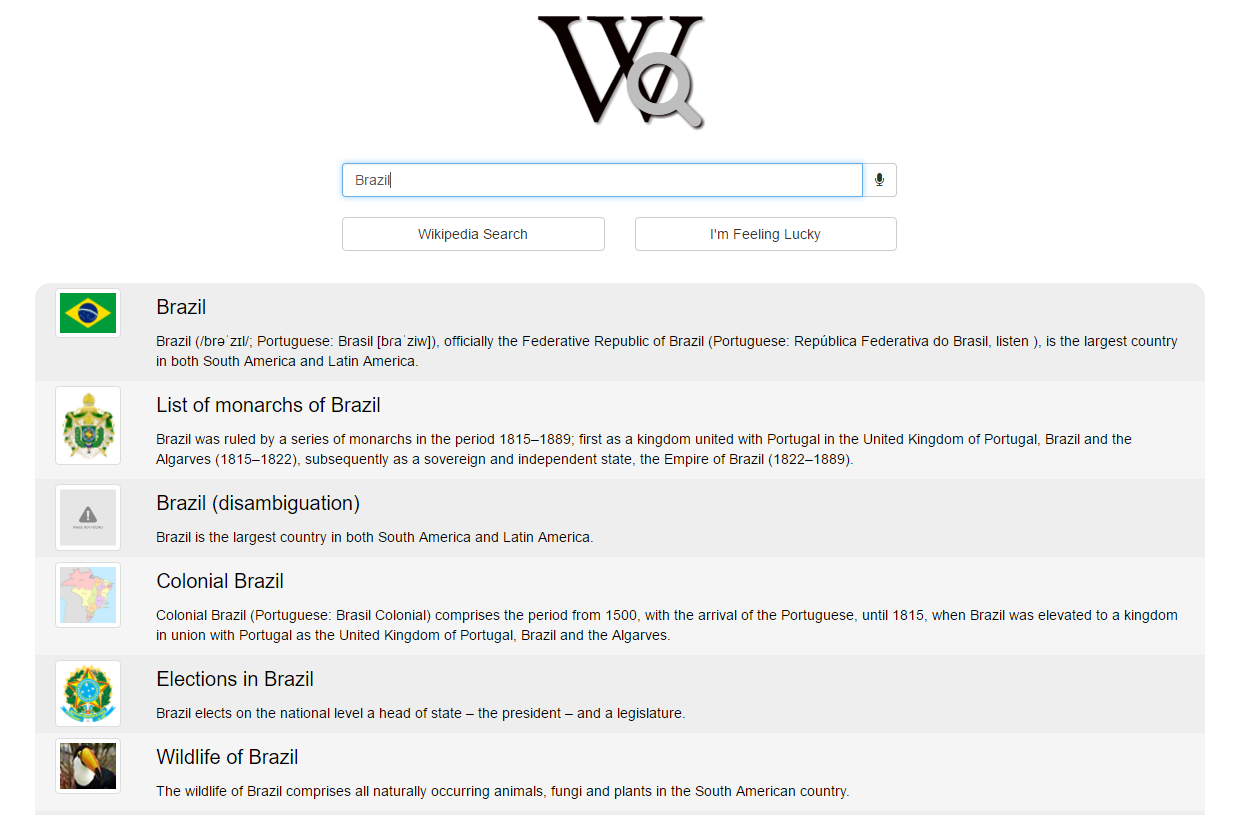 W
Brazil
Wikipedia Search
I'm Feeling Lucky
Brazil
Brazil (/brəˈzɪl/; Portuguese: Brasil [bɾaˈziw]), officially the Federative Republic of Brazil (Portuguese: República Federativa do Brasil, listen ), is the largest country
in both South America and Latin America.
List of monarchs of Brazil
Brazil was ruled by a series of monarchs in the period 1815–1889; first as a kingdom united with Portugal in the United Kingdom of Portugal, Brazil and the
Algarves (1815–1822), subsequently as a sovereign and independent state, the Empire of Brazil (1822–1889).
IMAGE NOT FOUND
Brazil (disambiguation)
Brazil is the largest country in both South America and Latin America.
Colonial Brazil
Colonial Brazil (Portuguese: Brasil Colonial) comprises the period from 1500, with the arrival of the Portuguese, until 1815, when Brazil was elevated to a kingdom
in union with Portugal as the United Kingdom of Portugal, Brazil and the Algarves.
Elections in Brazil
Brazil elects on the national level a head of state – the president – and a legislature.
Wildlife of Brazil
The wildlife of Brazil comprises all naturally occurring animals, fungi and plants in the South American country.